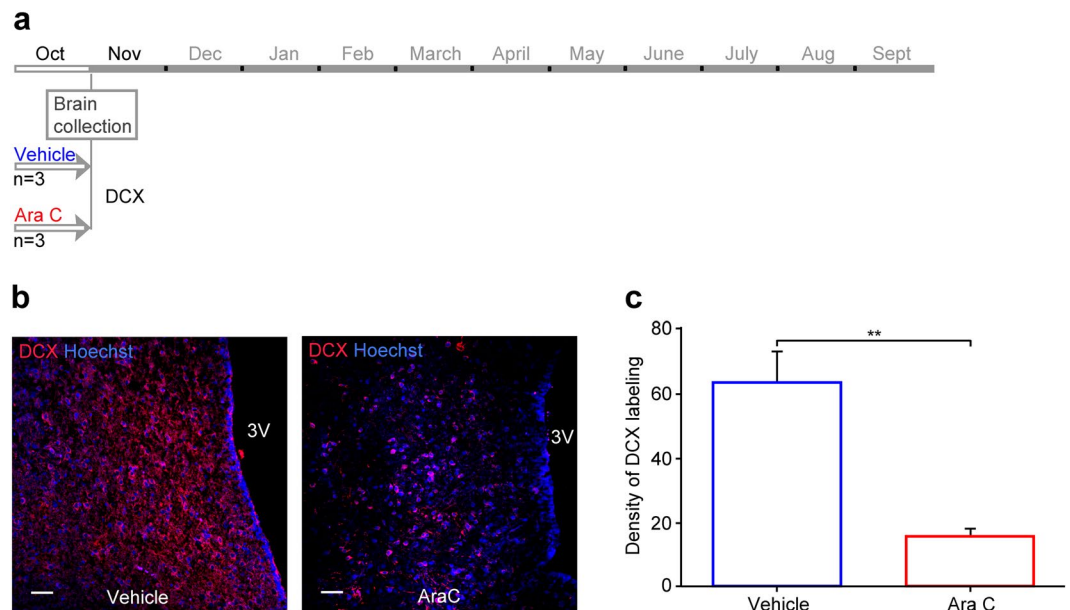 a
Oct Nov Dec Jan Feb March April May June July Aug Sept
Brain
collection
Vehicle
n=3
DCX
Ara C
n=3
b
DCX Hoechst
3V
Vehicle
DCX Hoechst
3V
AraC
c
Density of DCX labeling
80
60
40
20
0
**
Vehicle Ara C